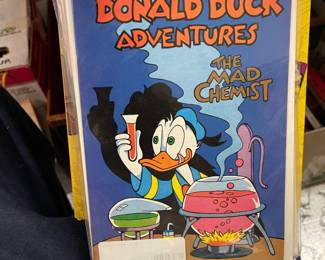 DONALD DUCK
ADVENTURES
THE
MAD
CHEMIST